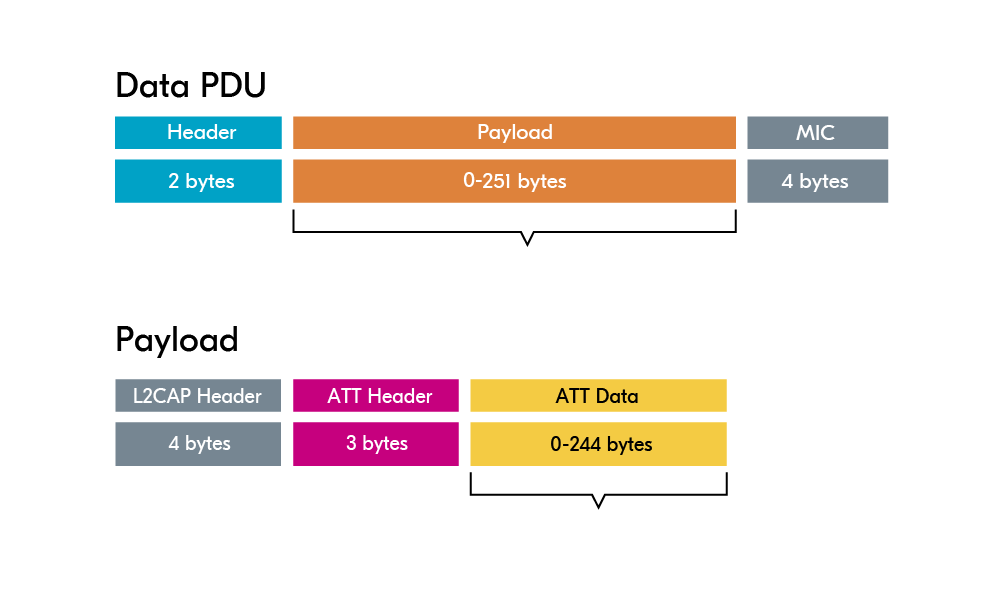 Data PDU
Header Payload MIC
2 bytes 0-251 bytes 4 bytes
Payload
L2CAP Header ATT Header ATT Data
4 bytes 3 bytes 0-244 bytes